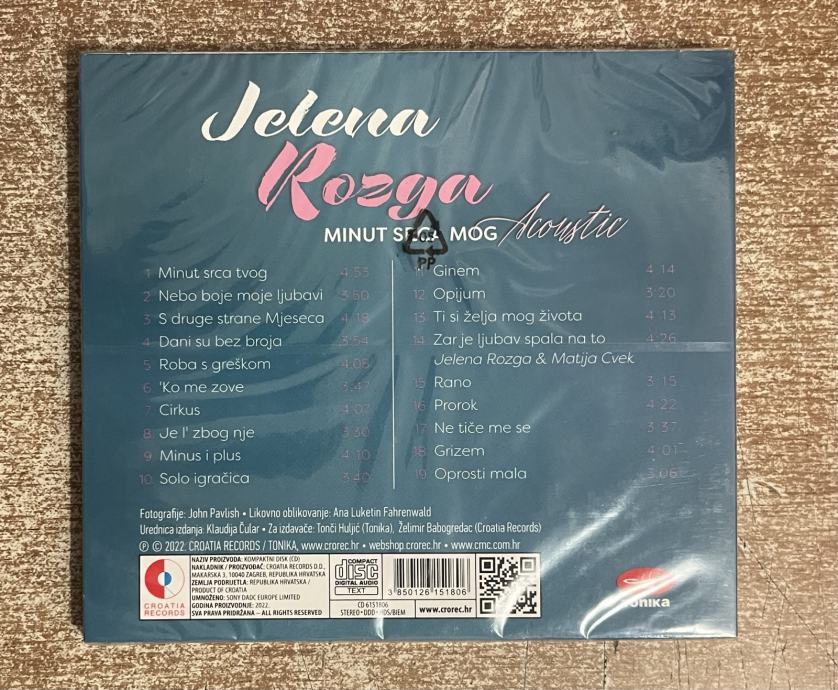 Jelena
Rozga
MINUT SRCA MOG Acoustic
PP
1 Minut srca tvog 4:53
2 Nebo boje moje ljubavi 3:50
3 S druge strane Mjeseca 4:18
4 Dani su bez broja 3:54
5 Roba s greškom 4:08
6 'Ko me zove 3:47
7 Cirkus 4:07
8 Je l' zbog nje 3:30
9 Minus i plus 4:10
10 Solo igračica 3:40
11 Ginem 4:14
12 Opijum 3:20
13 Ti si želja mog života 4:13
14 Zar je ljubav spala na to 4:26
Jelena Rozga & Matija Cvek
15 Rano 3:15
16 Prorok 4:22
17 Ne tiče me se 3:37
18 Grizem 4:01
19 Oprosti mala 3:06
Fotografije: John Pavlish • Likovno oblikovanje: Ana Luketin Fahrenwald
Urednica izdanja: Klaudija Čular • Za izdavače: Tonči Huljić (Tonika), Želimir Babogredac (Croatia Records)
℗ © 2022. CROATIA RECORDS / TONIKA, www.crorec.hr • webshop.crorec.hr • www.cmc.com.hr
CROATIA
RECORDS
NAZIV PROIZVODA: KOMPAKTNI DISK (CD)
NAKLADNIK / PROIZVOĐAČ: CROATIA RECORDS D.D.,
MAKARSKA 3, 10040 ZAGREB, REPUBLIKA HRVATSKA
ZEMLJA PODRIJETLA: REPUBLIKA HRVATSKA /
PRODUCT OF CROATIA
UMNOŽENO: SONY DADC EUROPE LIMITED
GODINA PROIZVODNJE: 2022.
SVA PRAVA PRIDRŽANA – ALL RIGHTS RESERVED
COMPACT
disc
DIGITAL AUDIO
TEXT
3 850126 151806
CD 6151806
STEREO • DDD • HDS/BIEM
www.crorec.hr
Tonika